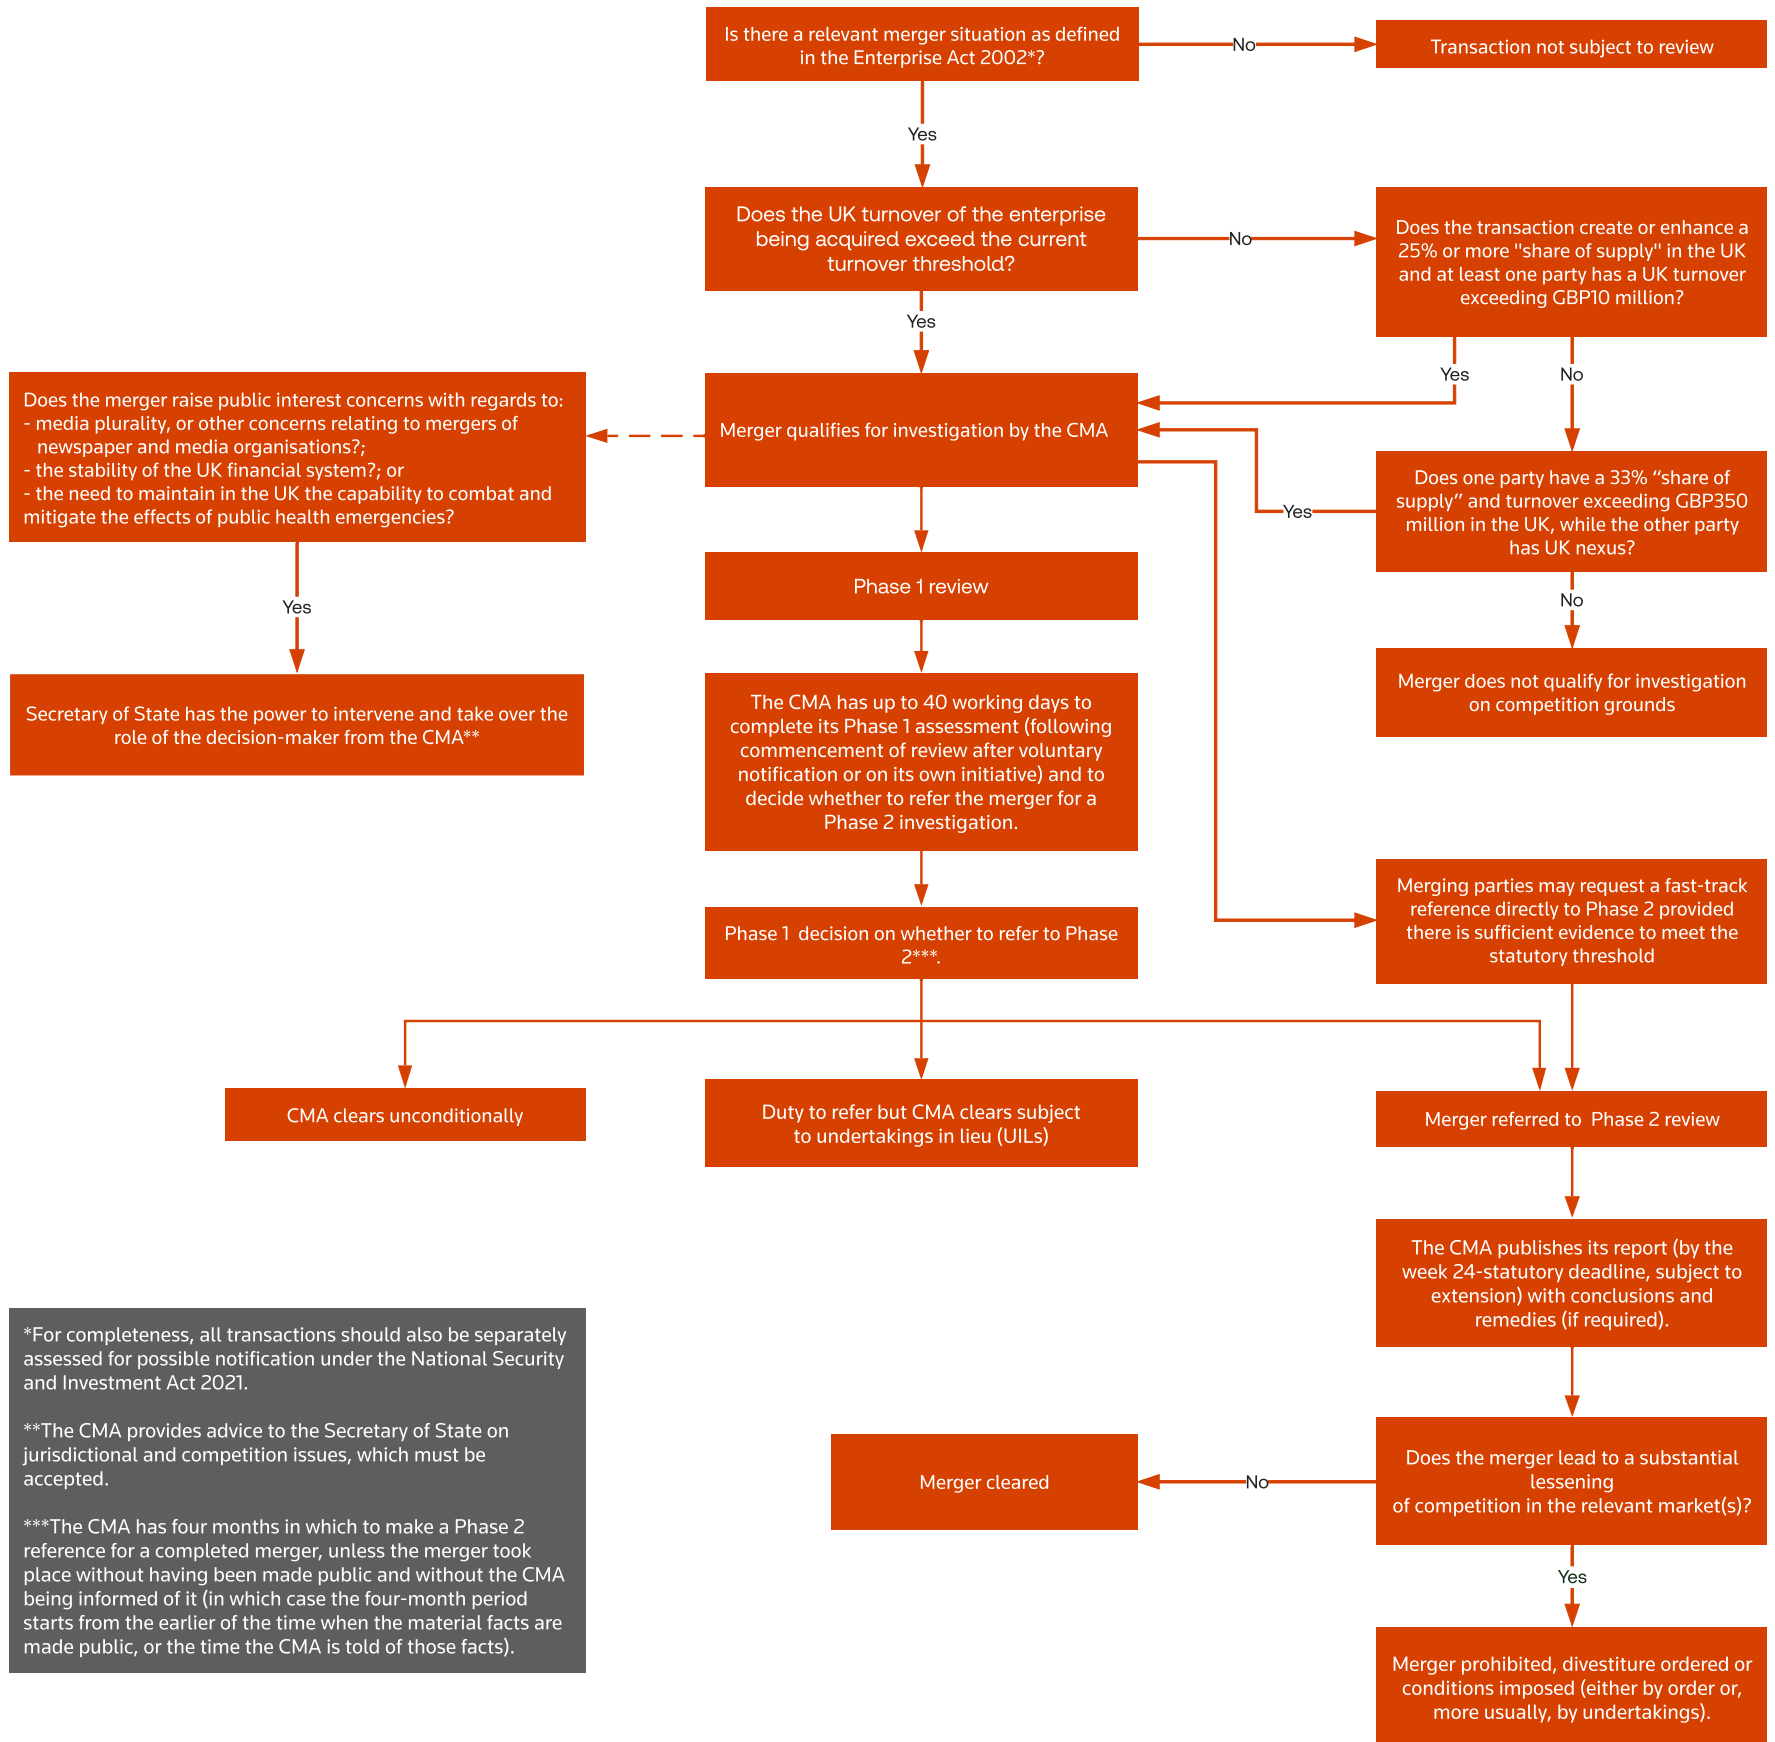 Is there a relevant merger situation as defined
in the Enterprise Act 2002*?
No
Transaction not subject to review
Yes
Does the UK turnover of the enterprise
being acquired exceed the current
turnover threshold?
No
Does the transaction create or enhance a
25% or more "share of supply" in the UK
and at least one party has a UK turnover
exceeding GBP10 million?
Yes
Yes
No
Does the merger raise public interest concerns with regards to:
- media plurality, or other concerns relating to mergers of
newspaper and media organisations?;
- the stability of the UK financial system?; or
- the need to maintain in the UK the capability to combat and
mitigate the effects of public health emergencies?
Merger qualifies for investigation by the CMA
Does one party have a 33% “share of
supply” and turnover exceeding GBP350
million in the UK, while the other party
has UK nexus?
Yes
Yes
Phase 1 review
No
Secretary of State has the power to intervene and take over the
role of the decision-maker from the CMA**
The CMA has up to 40 working days to
complete its Phase 1 assessment (following
commencement of review after voluntary
notification or on its own initiative) and to
decide whether to refer the merger for a
Phase 2 investigation.
Merger does not qualify for investigation
on competition grounds
Phase 1 decision on whether to refer to Phase
2***.
Merging parties may request a fast-track
reference directly to Phase 2 provided
there is sufficient evidence to meet the
statutory threshold
CMA clears unconditionally
Duty to refer but CMA clears subject
to undertakings in lieu (UILs)
Merger referred to Phase 2 review
The CMA publishes its report (by the
week 24-statutory deadline, subject to
extension) with conclusions and
remedies (if required).
*For completeness, all transactions should also be separately
assessed for possible notification under the National Security
and Investment Act 2021.
**The CMA provides advice to the Secretary of State on
jurisdictional and competition issues, which must be
accepted.
***The CMA has four months in which to make a Phase 2
reference for a completed merger, unless the merger took
place without having been made public and without the CMA
being informed of it (in which case the four-month period
starts from the earlier of the time when the material facts are
made public, or the time the CMA is told of those facts).
Merger cleared
No
Does the merger lead to a substantial
lessening
of competition in the relevant market(s)?
Yes
Merger prohibited, divestiture ordered or
conditions imposed (either by order or,
more usually, by undertakings).